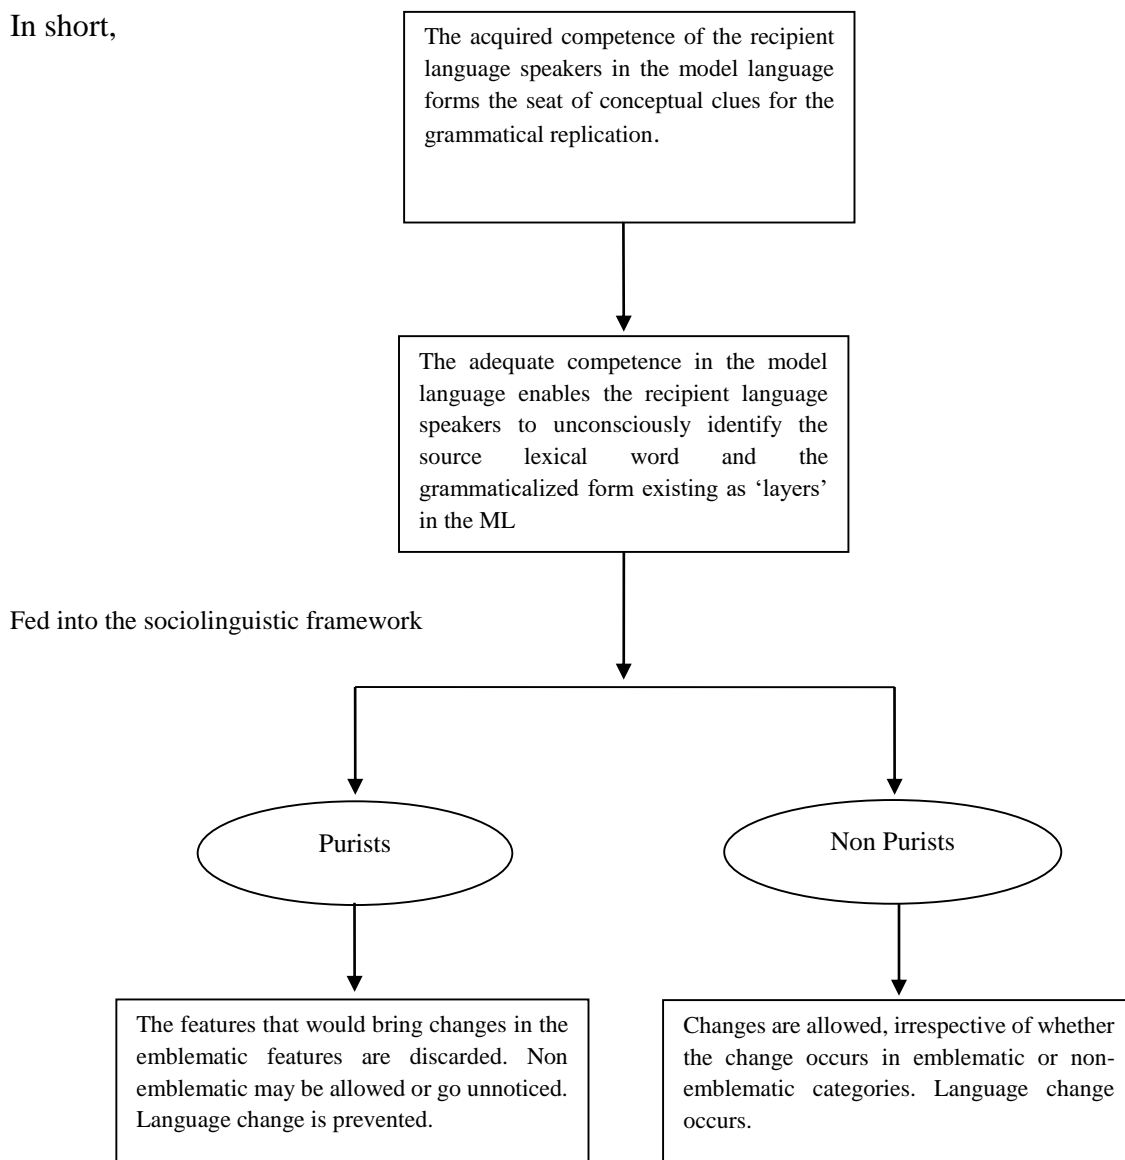 In short,
The acquired competence of the recipient
language speakers in the model language
forms the seat of conceptual clues for the
grammatical replication.
The adequate competence in the model
language enables the recipient language
speakers to unconsciously identify the
source lexical word and the
grammaticalized form existing as ‘layers’
in the ML
Fed into the sociolinguistic framework
Purists
Non Purists
The features that would bring changes in the
emblematic features are discarded. Non
emblematic may be allowed or go unnoticed.
Language change is prevented.
Changes are allowed, irrespective of whether
the change occurs in emblematic or non-
emblematic categories. Language change
occurs.